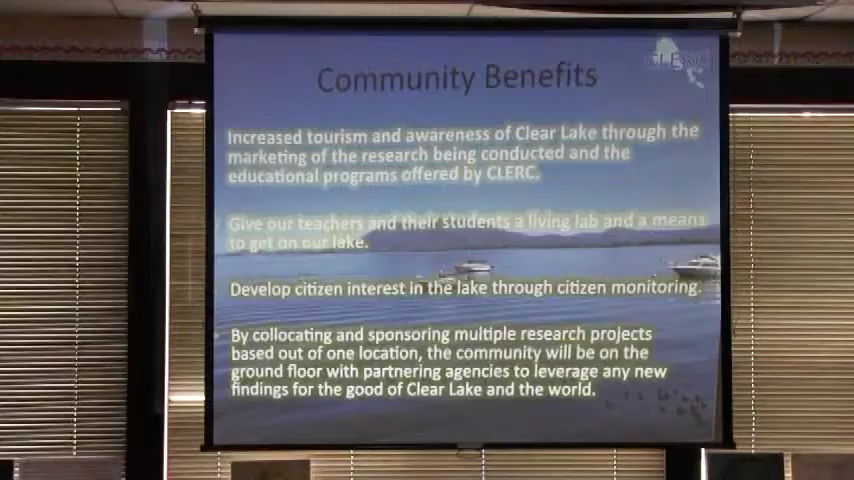 Community Benefits
CLERC
Increased tourism and awareness of Clear Lake through the
marketing of the research being conducted and the
educational programs offered by CLERC.
Give our teachers and their students a living lab and a means
to get on our lake.
Develop citizen interest in the lake through citizen monitoring.
By collocating and sponsoring multiple research projects
based out of one location, the community will be on the
ground floor with partnering agencies to leverage any new
findings for the good of Clear Lake and the world.